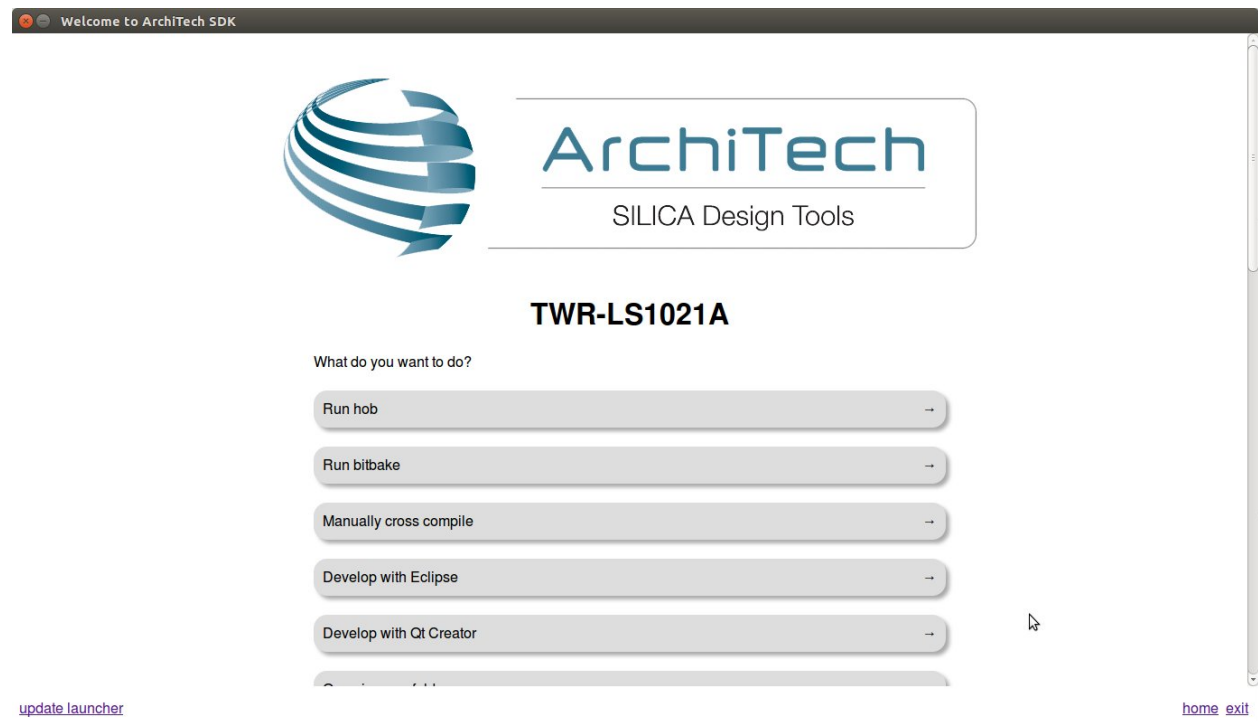 Welcome to ArchiTech SDK
ArchiTech
SILICA Design Tools
TWR-LS1021A
What do you want to do?
Run hob →
Run bitbake →
Manually cross compile →
Develop with Eclipse →
Develop with Qt Creator →
update launcher
home exit